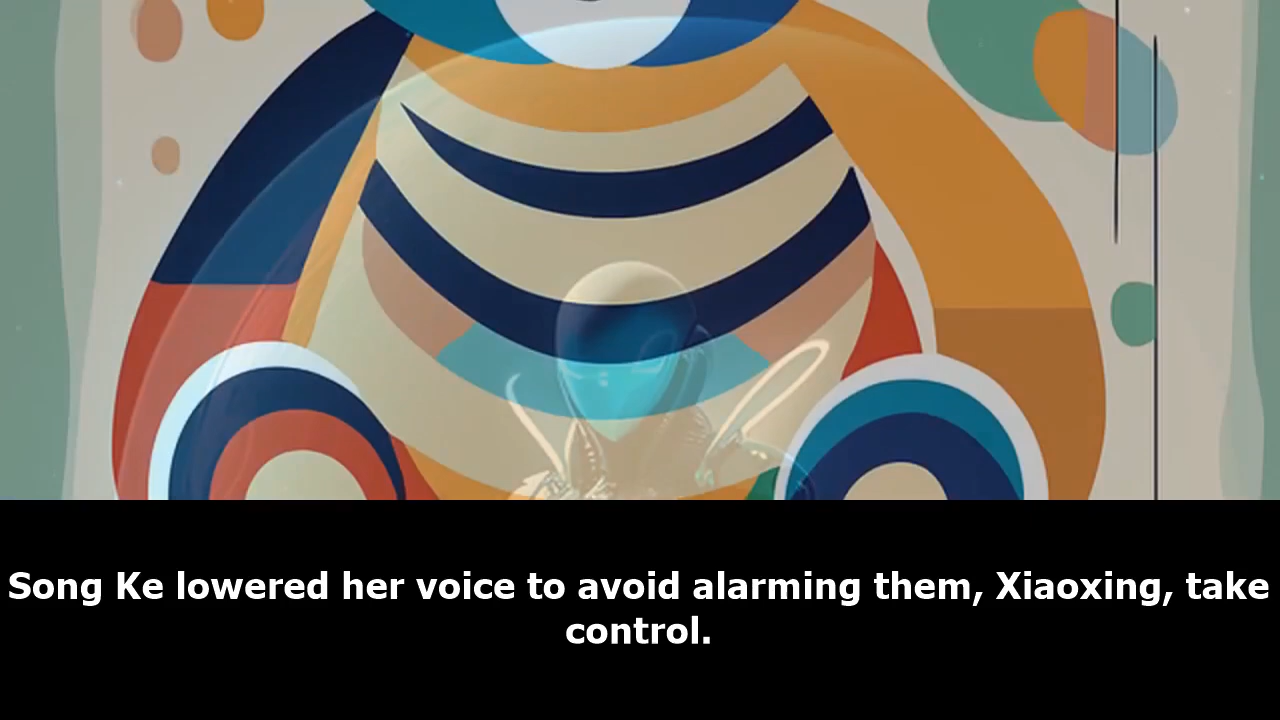 Song Ke lowered her voice to avoid alarming them, Xiaoxing, take
control.